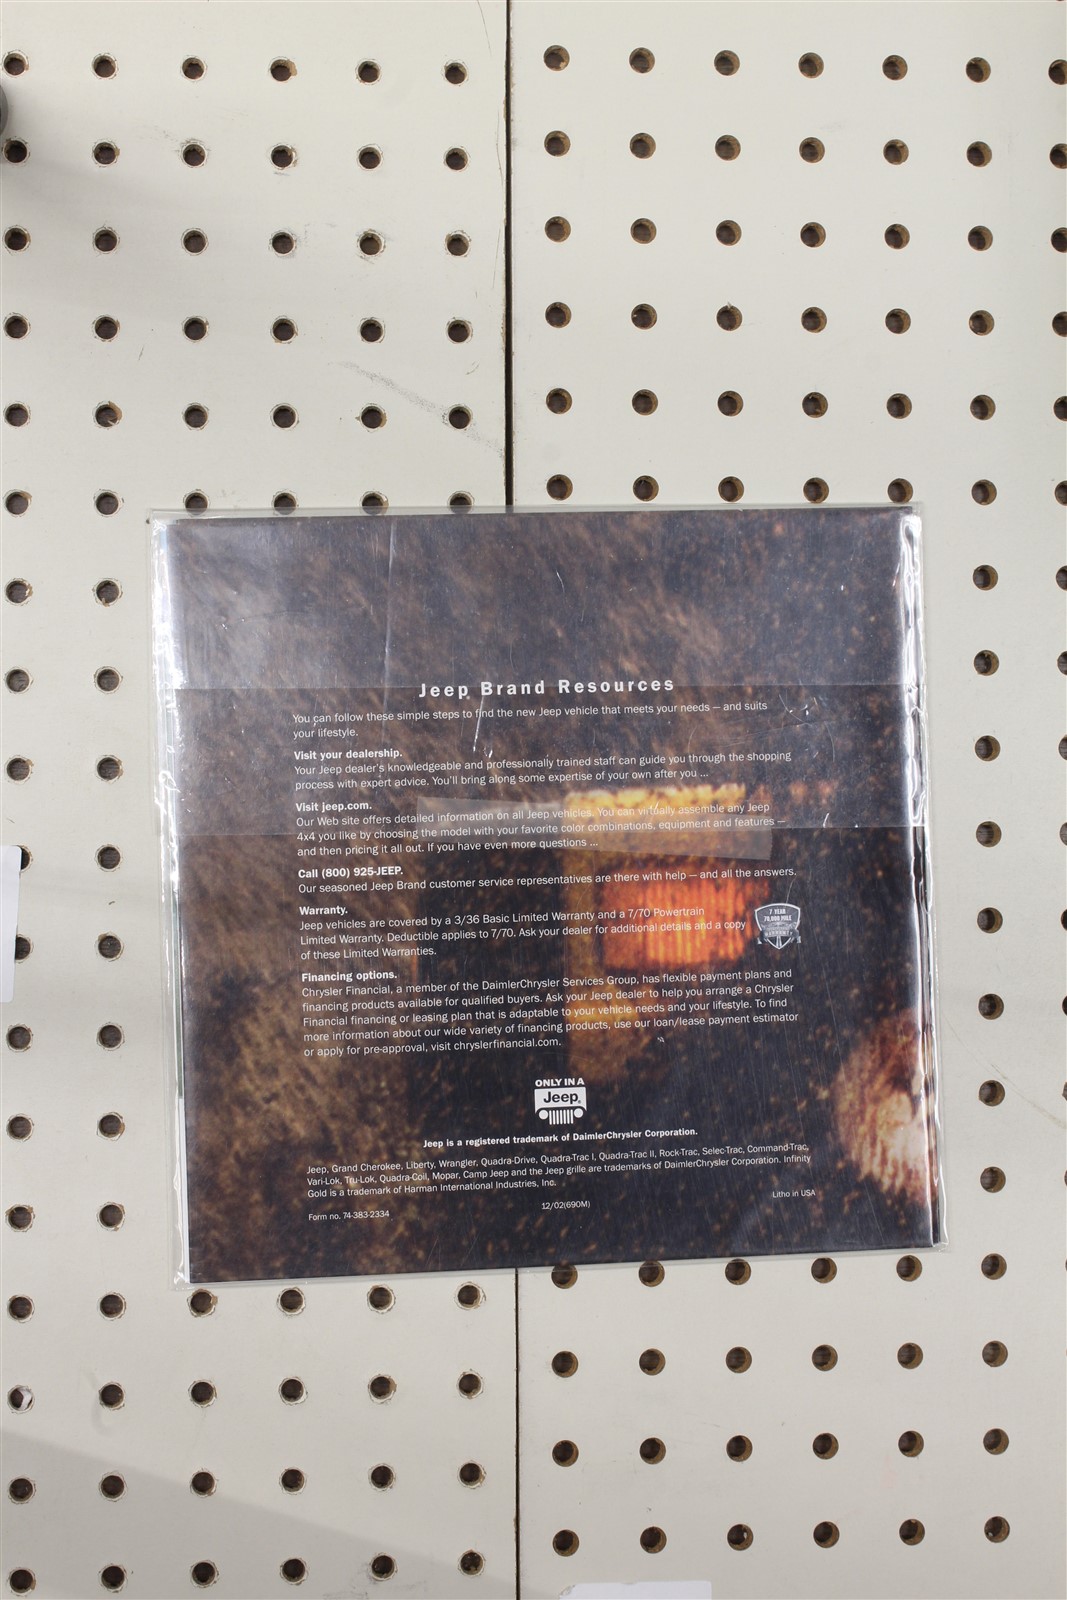 Jeep Brand Resources
You can follow these simple steps to find the new Jeep vehicle that meets your needs — and suits
your lifestyle.
Visit your dealership.
Your Jeep dealer's knowledgeable and professionally trained staff can guide you through the shopping
process with expert advice. You'll bring along some expertise of your own after you ...
Visit jeep.com.
Our Web site offers detailed information on all Jeep vehicles. You can virtually assemble any Jeep
4x4 you like by choosing the model with your favorite color combinations, equipment and features —
and then pricing it all out. If you have even more questions ...
Call (800) 925-JEEP.
Our seasoned Jeep Brand customer service representatives are there with help — and all the answers.
Warranty.
Jeep vehicles are covered by a 3/36 Basic Limited Warranty and a 7/70 Powertrain
Limited Warranty. Deductible applies to 7/70. Ask your dealer for additional details and a copy
of these Limited Warranties.
7 YEAR
70,000 MILE
Financing options.
Chrysler Financial, a member of the DaimlerChrysler Services Group, has flexible payment plans and
financing products available for qualified buyers. Ask your Jeep dealer to help you arrange a Chrysler
Financial financing or leasing plan that is adaptable to your vehicle needs and your lifestyle. To find
more information about our wide variety of financing products, use our loan/lease payment estimator
or apply for pre-approval, visit chryslerfinancial.com.
ONLY IN A
Jeep®
Jeep is a registered trademark of DaimlerChrysler Corporation.
Jeep, Grand Cherokee, Liberty, Wrangler, Quadra-Drive, Quadra-Trac I, Quadra-Trac II, Rock-Trac, Selec-Trac, Command-Trac,
Vari-Lok, Tru-Lok, Quadra-Coil, Mopar, Camp Jeep and the Jeep grille are trademarks of DaimlerChrysler Corporation. Infinity
Gold is a trademark of Harman International Industries, Inc.
Form no. 74-383-2334
12/02(690M)
Litho in USA